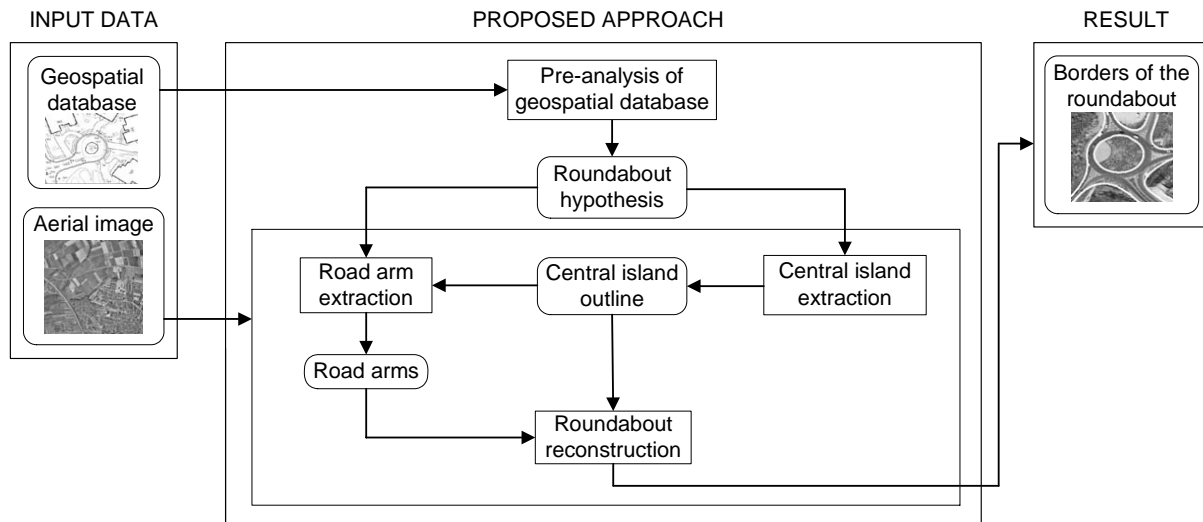 INPUT DATA
PROPOSED APPROACH
RESULT
Geospatial
database
Aerial image
Pre-analysis of
geospatial database
Roundabout
hypothesis
Road arm
extraction
Central island
outline
Central island
extraction
Road arms
Roundabout
reconstruction
Borders of the
roundabout